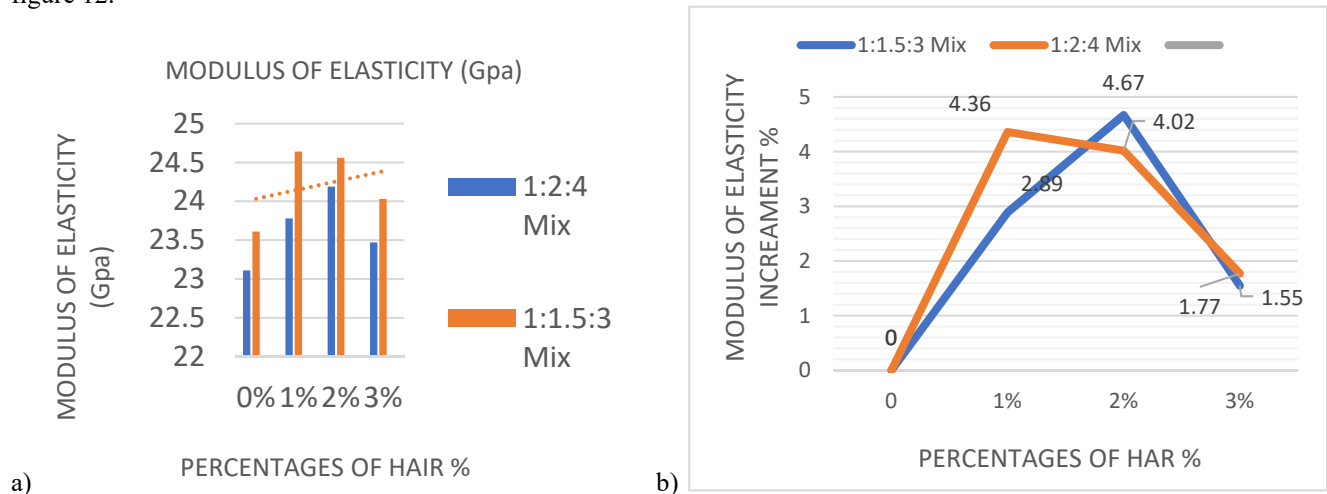 figure 12.
MODULUS OF ELASTICITY (Gpa)
MODULUS OF ELASTICITY
(Gpa)
25
24.5
24
23.5
23
22.5
22
0% 1% 2% 3%
PERCENTAGES OF HAIR %
1:2:4
Mix
1:1.5:3
Mix
a)
1:1.5:3 Mix 1:2:4 Mix
MODULUS OF ELASTICITY
INCREAMENT %
5
4
3
2
1
0
0
4.36
2.89
4.67
4.02
1.77
1.55
0 1% 2% 3%
PERCENTAGES OF HAR %
b)